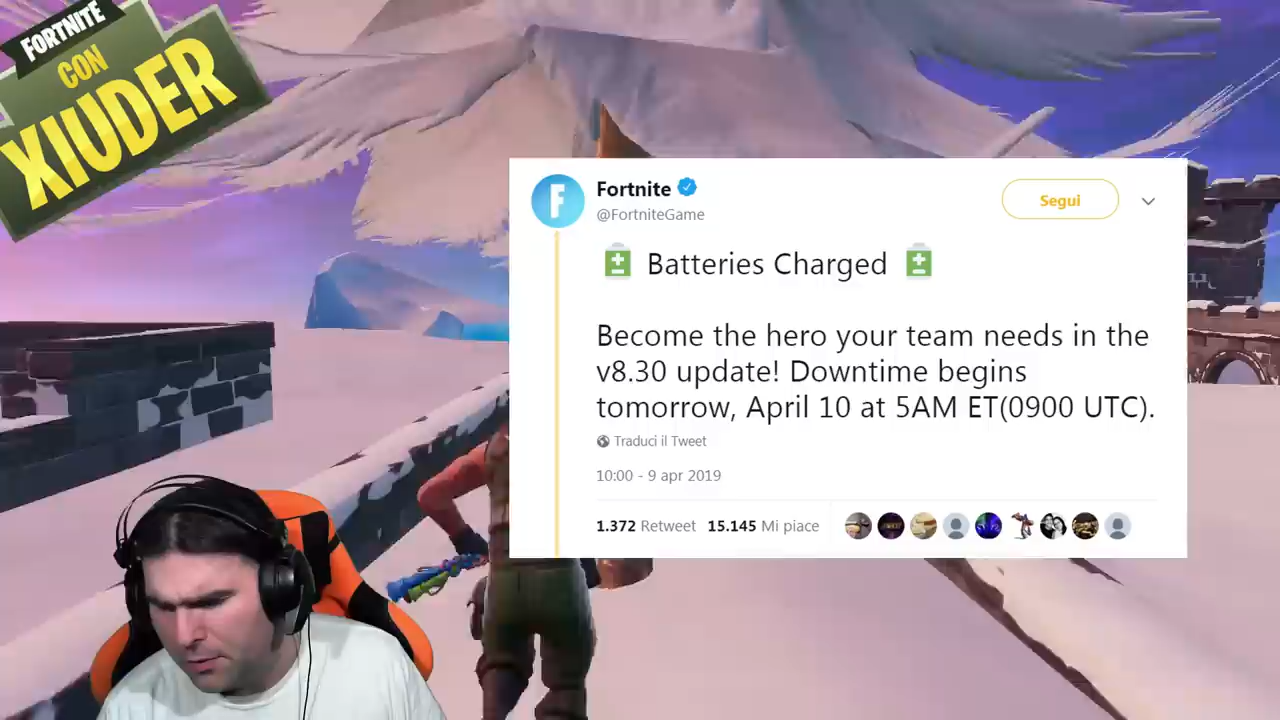 FORTNITE
CON
XIUDER
Fortnite
@FortniteGame
Segui
Batteries Charged
Become the hero your team needs in the
v8.30 update! Downtime begins
tomorrow, April 10 at 5AM ET(0900 UTC).
Traduci il Tweet
10:00 - 9 apr 2019
1.372 Retweet 15.145 Mi piace